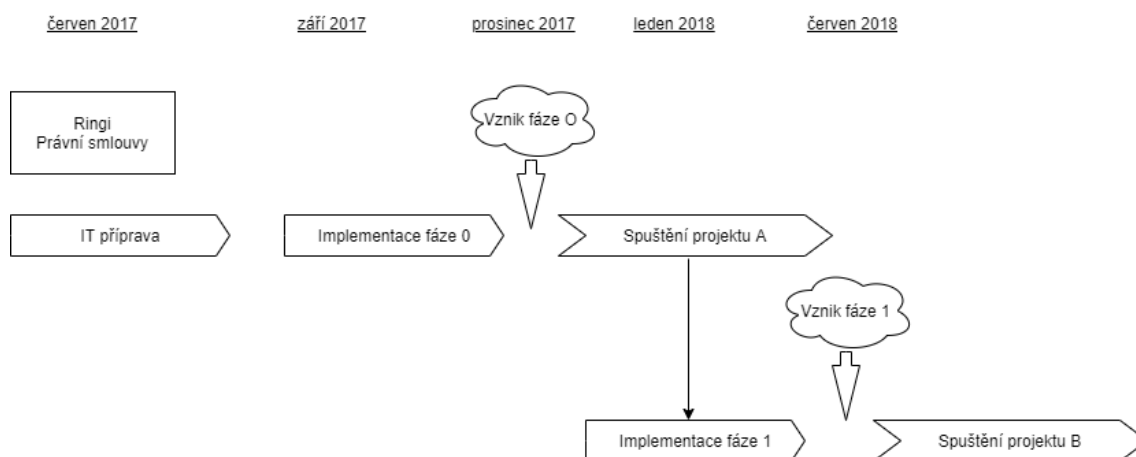 červen 2017
září 2017
prosinec 2017
leden 2018
červen 2018
Ringi
Právní smlouvy
Vznik fáze O
IT příprava
Implementace fáze 0
Spuštění projektu A
Vznik fáze 1
Implementace fáze 1
Spuštění projektu B